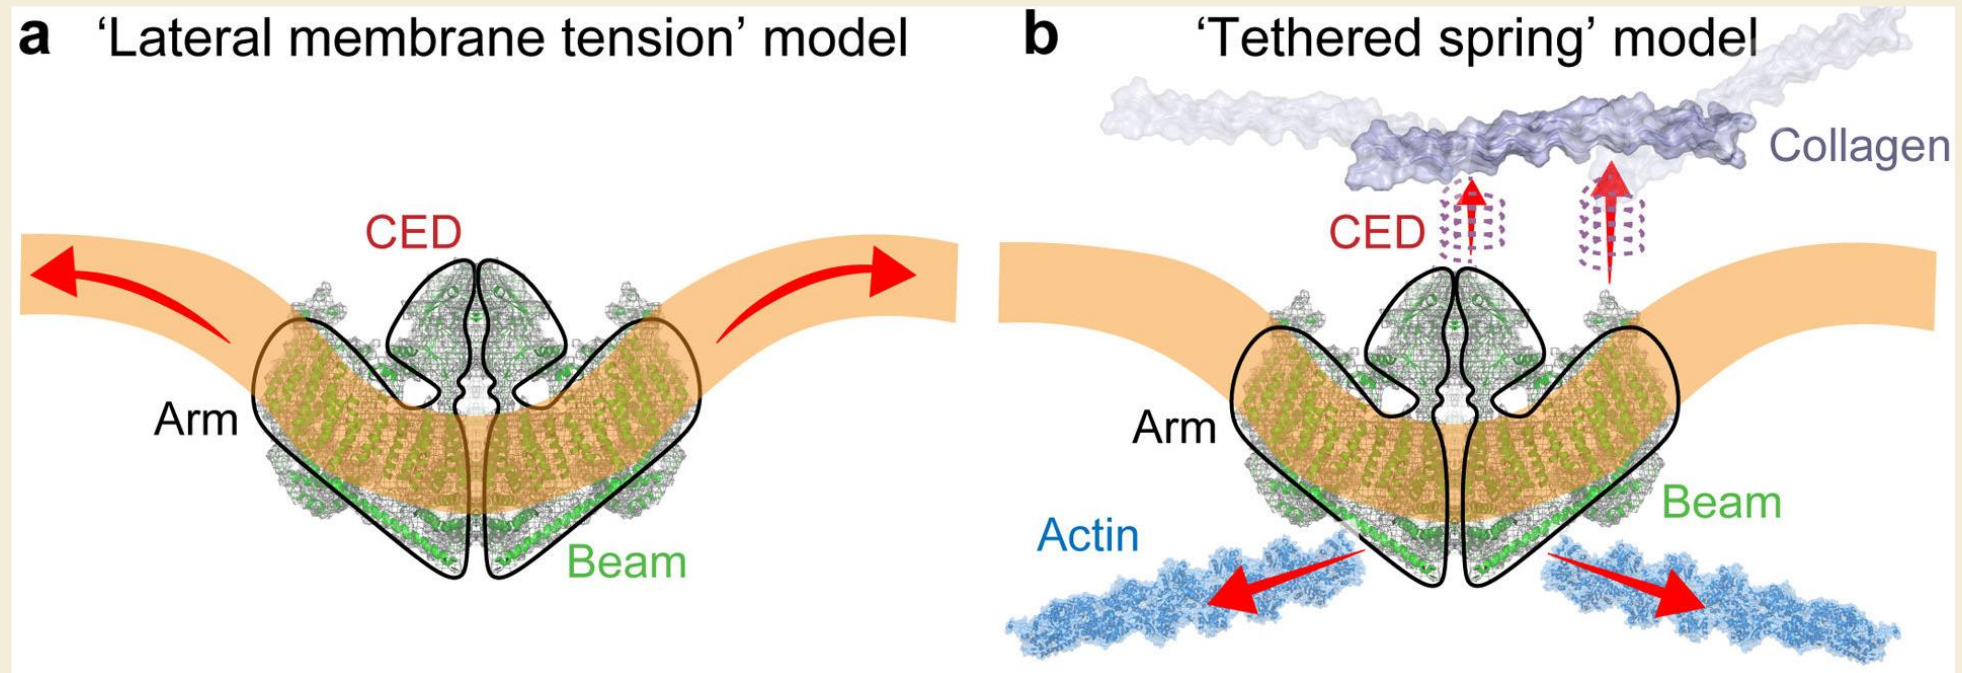 a ‘Lateral membrane tension’ model
CED
Arm
Beam
b ‘Tethered spring’ model
Collagen
CED
Arm
Beam
Actin